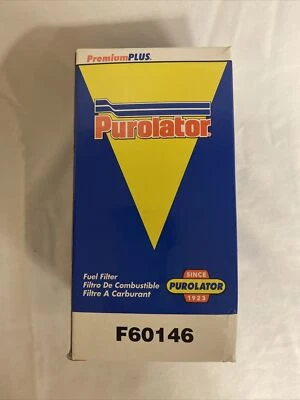 PremiumPLUS.
Purolator
Fuel Filter
Filtro De Combustible
Filtre A Carburant
SINCE
PUROLATOR
1923
F60146